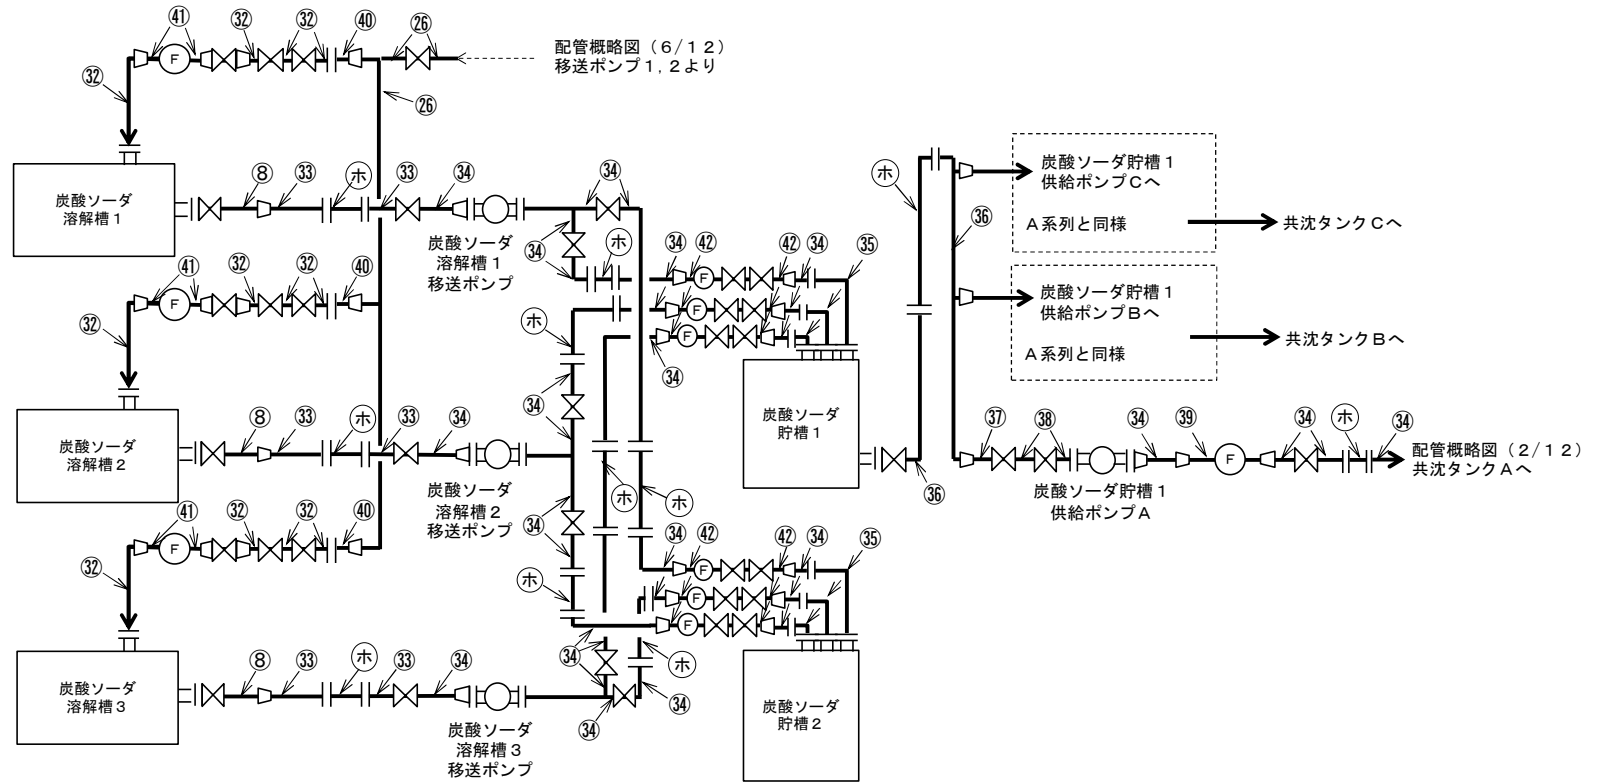 ㊶ ㉜ ㉜ ㊵ ㉖
配管概略図(6/12)
移送ポンプ1,2より
F
㉜
㉖
炭酸ソーダ
溶解槽1
⑧ ㉝ ホ ㉝ ㉞ ㉞
炭酸ソーダ
溶解槽1
移送ポンプ
㉞ ホ ㉞ ㊷ ㊷ ㉞ ㉟
F
F
F
ホ
㉞
㉞
㊶ ㉜ ㉜ ㊵
F
㉜
炭酸ソーダ
溶解槽2
⑧ ㉝ ホ ㉝ ㉞
炭酸ソーダ
溶解槽2
移送ポンプ
㉞
ホ
ホ ホ
炭酸ソーダ
貯槽1
㊱
ホ
㊱
炭酸ソーダ貯槽1
供給ポンプCへ
A系列と同様
共沈タンクCへ
炭酸ソーダ貯槽1
供給ポンプBへ
A系列と同様
共沈タンクBへ
㊲ ㊳ ㉞ ㊴ ㉞ ホ ㉞
F
炭酸ソーダ貯槽1
供給ポンプA
配管概略図(2/12)
共沈タンクAへ
㊶ ㉜ ㉜ ㊵
F
㉜
炭酸ソーダ
溶解槽3
⑧ ㉝ ホ ㉝ ㉞
炭酸ソーダ
溶解槽3
移送ポンプ
㉞ ㊷ ㊷ ㉞ ㉟
F
F
F
㉞
ホ
㉞
㉞
炭酸ソーダ
貯槽2